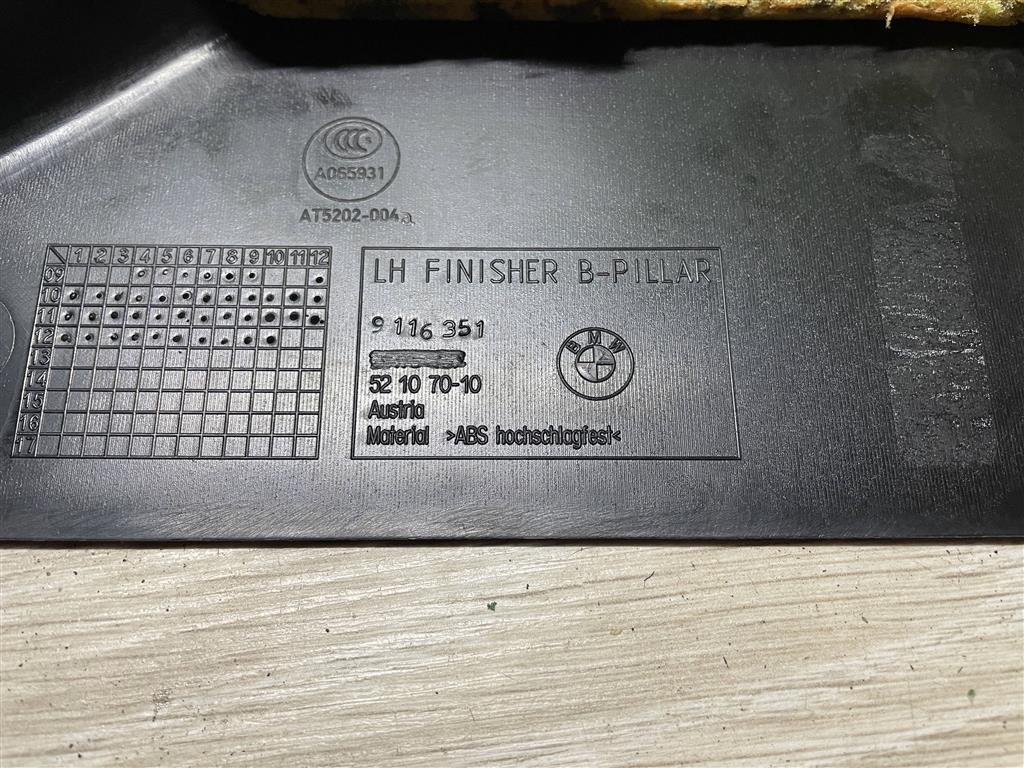 CCC
A065931
AT5202-004a
1 2 3 4 5 6 7 8 9 10 11 12
09
10
11
12
13
14
15
16
17
LH FINISHER B-PILLAR
9 116 351
52 10 70-10
Austria
Material >ABS hochschlagfest<
BMW